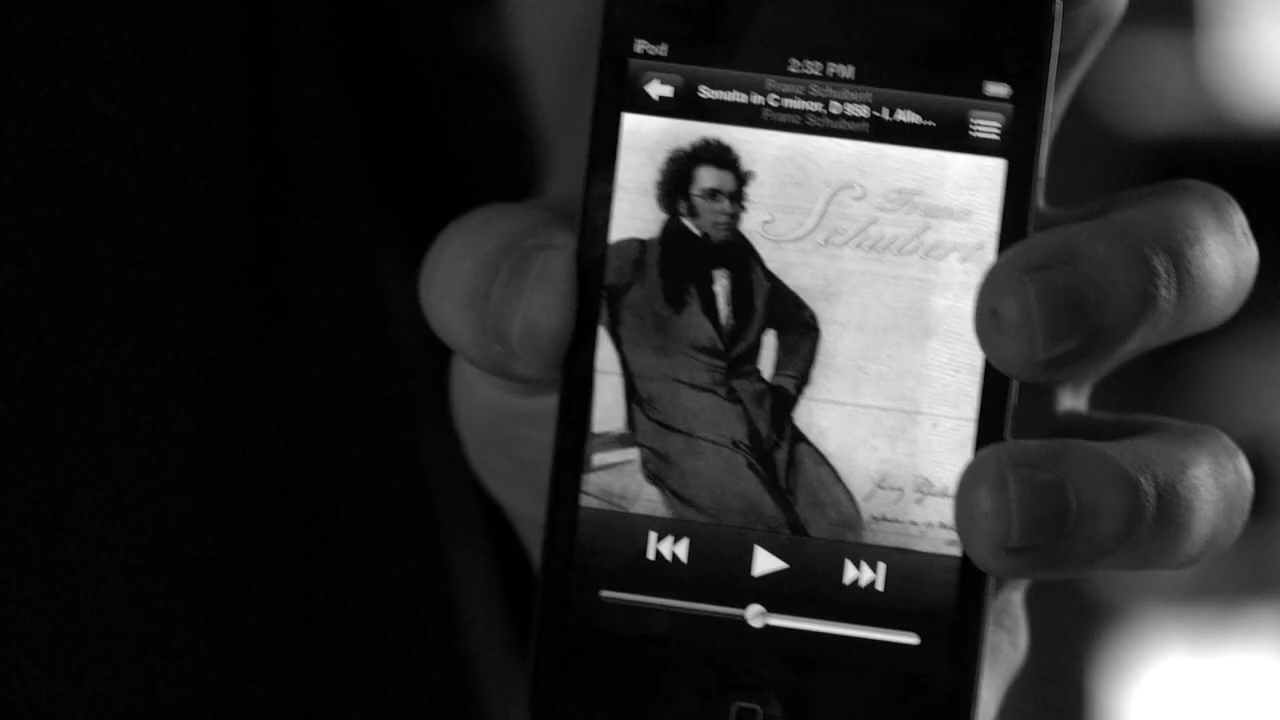 iPod
2:32 PM
Franz Schubert
Sonata in C minor, D 958 - I. Alle...
Franz Schubert
Franz
Schubert